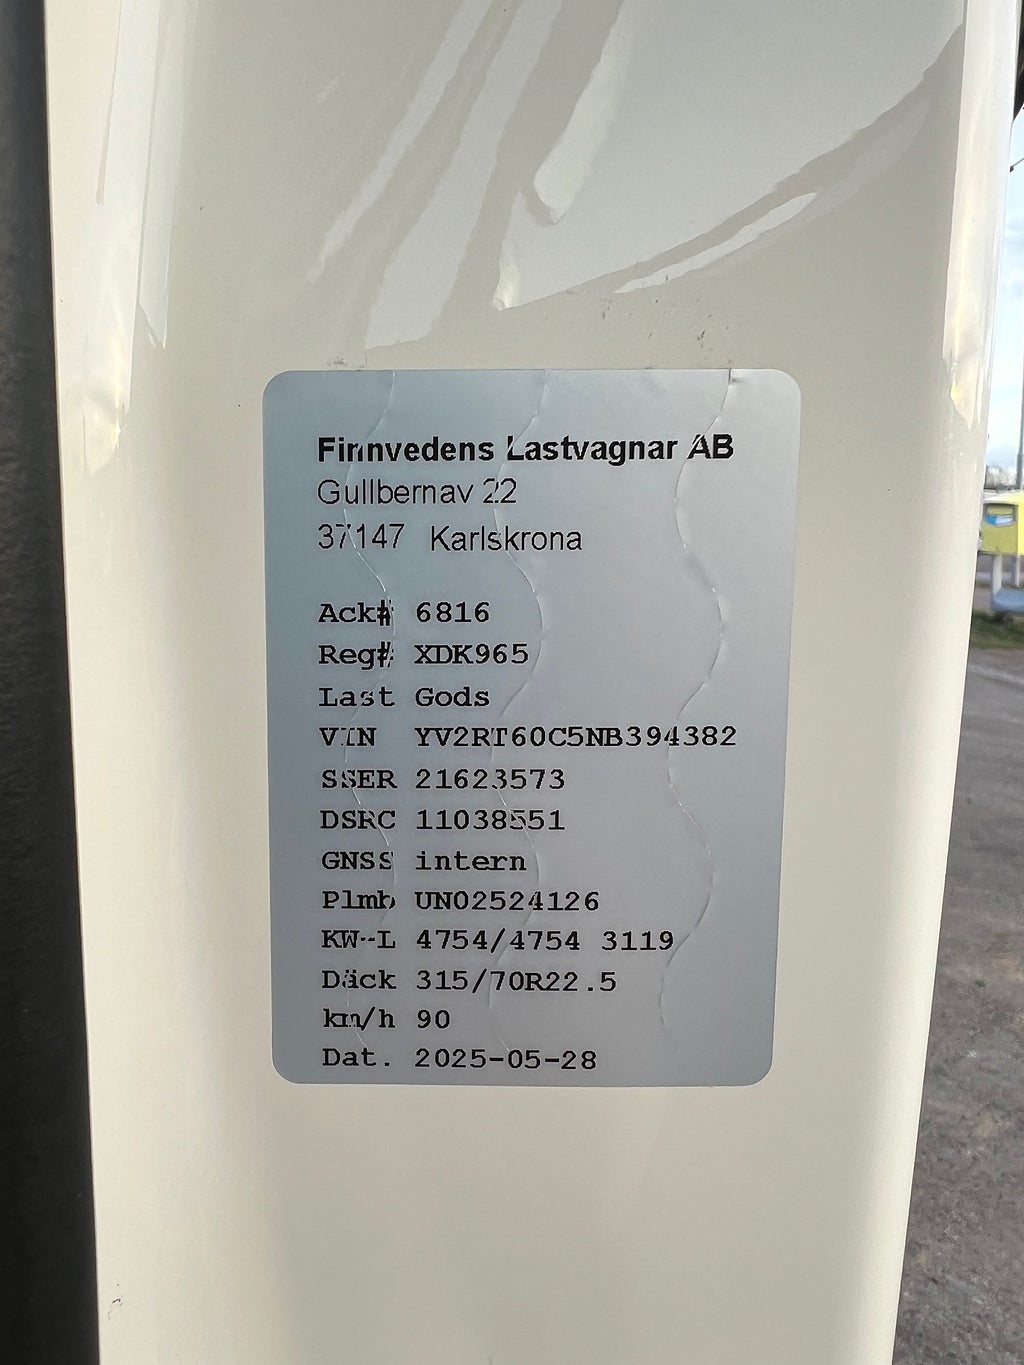 Finnvedens Lastvagnar AB
Gullbernav 22
37147 Karlskrona
Ack# 6816
Reg# XDK965
Last Gods
VIN YV2RT60C5NB394382
SSER 21623573
DSRC 11038551
GNSS intern
Plmb UN02524126
KW-L 4754/4754 3119
Däck 315/70R22.5
km/h 90
Dat. 2025-05-28